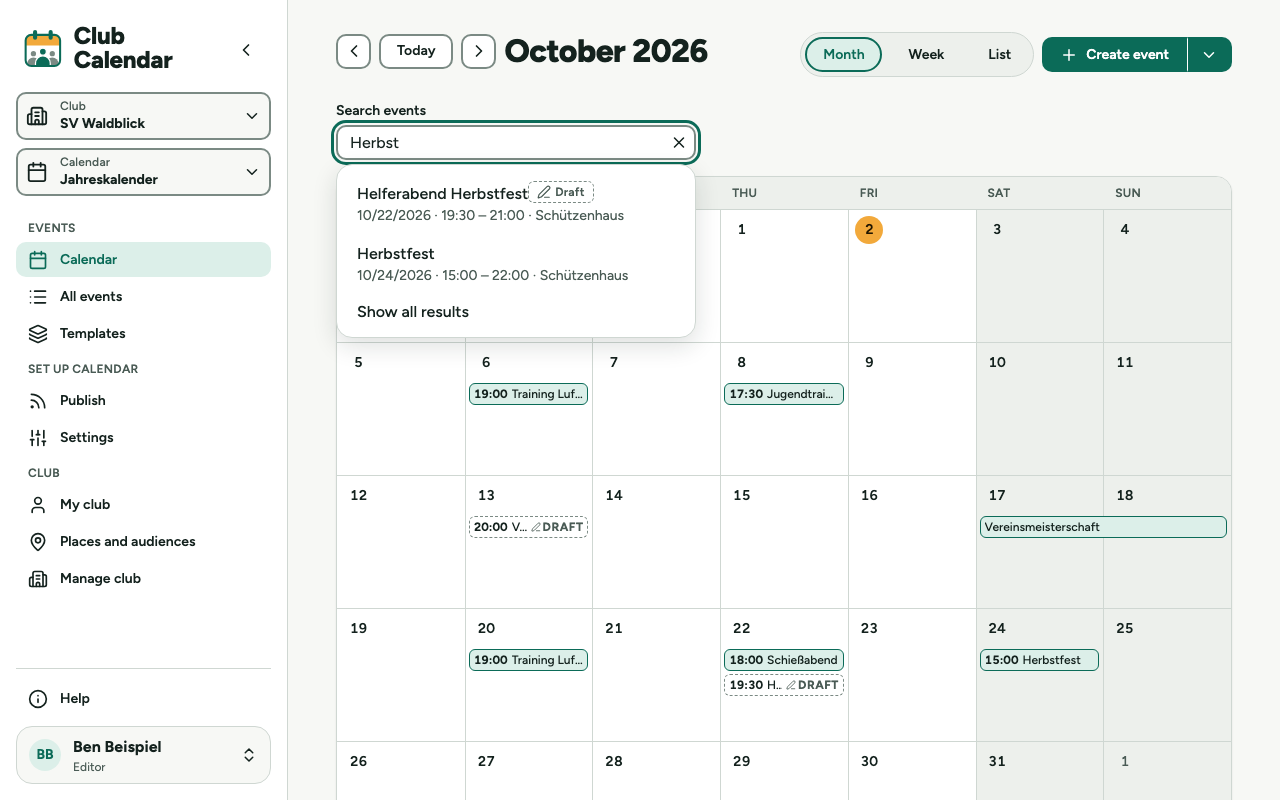 Club
Calendar
Club
SV Waldblick
Calendar
Jahreskalender
EVENTS
Calendar
All events
Templates
SET UP CALENDAR
Publish
Settings
CLUB
My club
Places and audiences
Manage club
Help
BB
Ben Beispiel
Editor
Today
October 2026
Month
Week
List
Create event
Search events
Herbst
Helferabend Herbstfest
Draft
10/22/2026 · 19:30 – 21:00 · Schützenhaus
Herbstfest
10/24/2026 · 15:00 – 22:00 · Schützenhaus
Show all results
THU FRI SAT SUN
1 2 3 4
5 6 7 8 9 10 11
19:00 Training Luf...
17:30 Jugendtrai...
12 13 14 15 16 17 18
20:00 V... DRAFT
Vereinsmeisterschaft
19 20 21 22 23 24 25
19:00 Training Luf...
18:00 Schießabend
15:00 Herbstfest
19:30 H... DRAFT
26 27 28 29 30 31 1